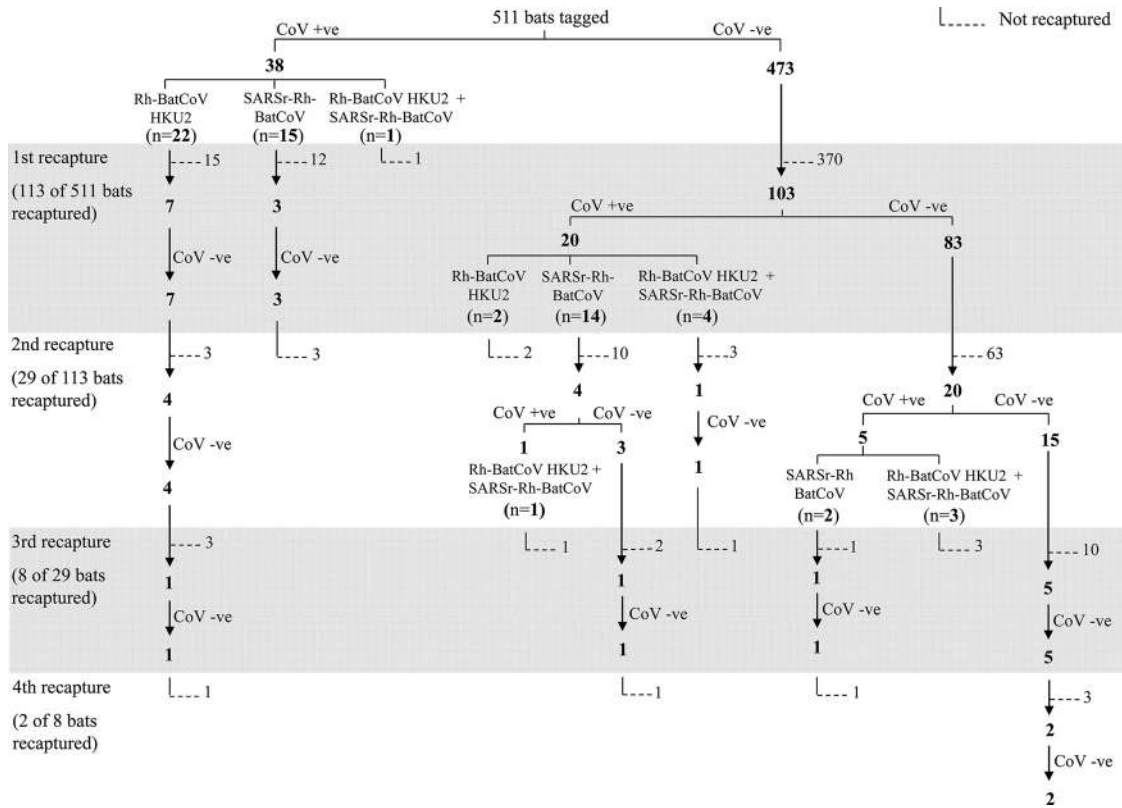 511 bats tagged
Not recaptured
CoV +ve
CoV -ve
38
473
Rh-BatCoV
HKU2
(n=22)
SARSr-Rh-
BatCoV
(n=15)
Rh-BatCoV HKU2 +
SARSr-Rh-BatCoV
(n=1)
1st recapture
(113 of 511 bats
recaptured)
15
12
1
370
7
3
103
CoV +ve
CoV -ve
20
83
CoV -ve
CoV -ve
7
3
Rh-BatCoV
HKU2
(n=2)
SARSr-Rh-
BatCoV
(n=14)
Rh-BatCoV HKU2 +
SARSr-Rh-BatCoV
(n=4)
2nd recapture
(29 of 113 bats
recaptured)
3
3
2
10
3
63
4
4
1
20
CoV +ve
CoV -ve
CoV -ve
CoV +ve
CoV -ve
CoV -ve
1
3
5
15
4
1
Rh-BatCoV HKU2 +
SARSr-Rh-BatCoV
(n=1)
SARSr-Rh
BatCoV
(n=2)
Rh-BatCoV HKU2 +
SARSr-Rh-BatCoV
(n=3)
3rd recapture
(8 of 29 bats
recaptured)
3
1
2
1
1
3
10
1
1
1
5
CoV -ve
CoV -ve
CoV -ve
CoV -ve
1
1
1
5
4th recapture
(2 of 8 bats
recaptured)
1
1
1
3
2
CoV -ve
2